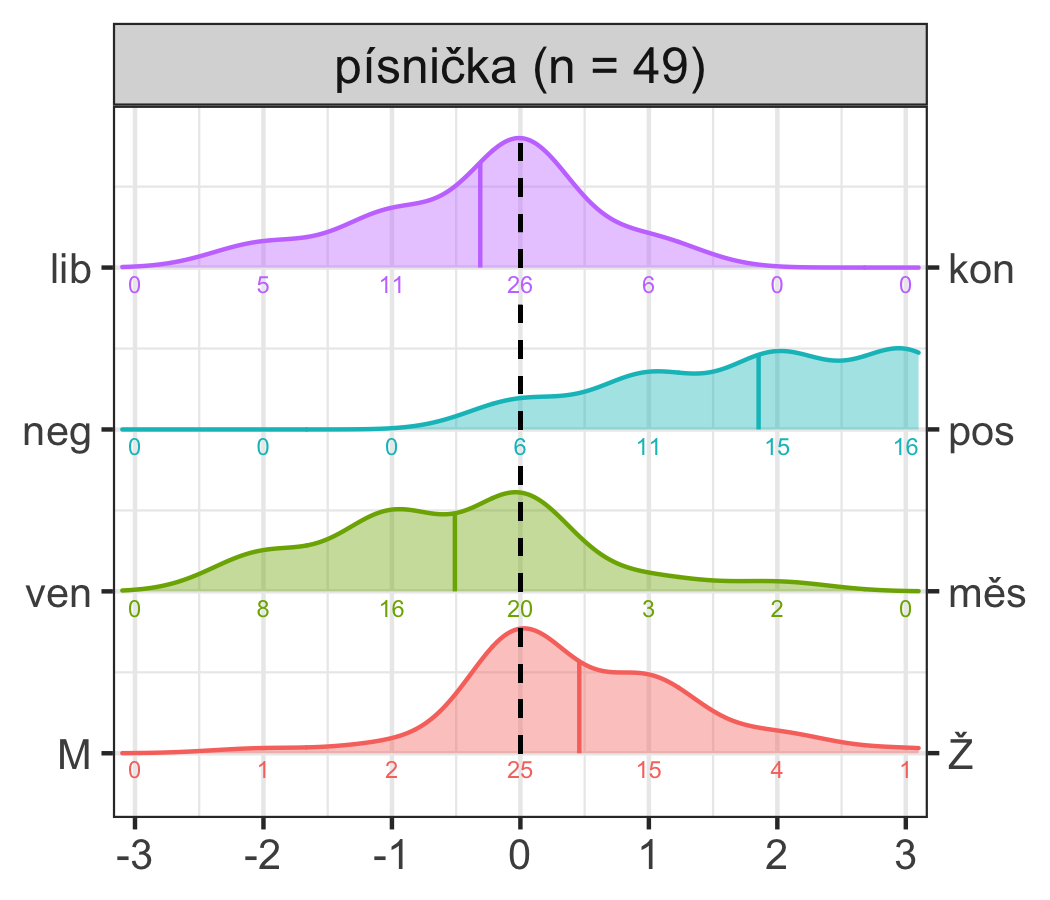 písnička (n = 49)
lib kon
0 5 11 26 6 0 0
neg pos
0 0 0 6 11 15 16
ven měs
0 8 16 20 3 2 0
M Ž
0 1 2 25 15 4 1
-3 -2 -1 0 1 2 3